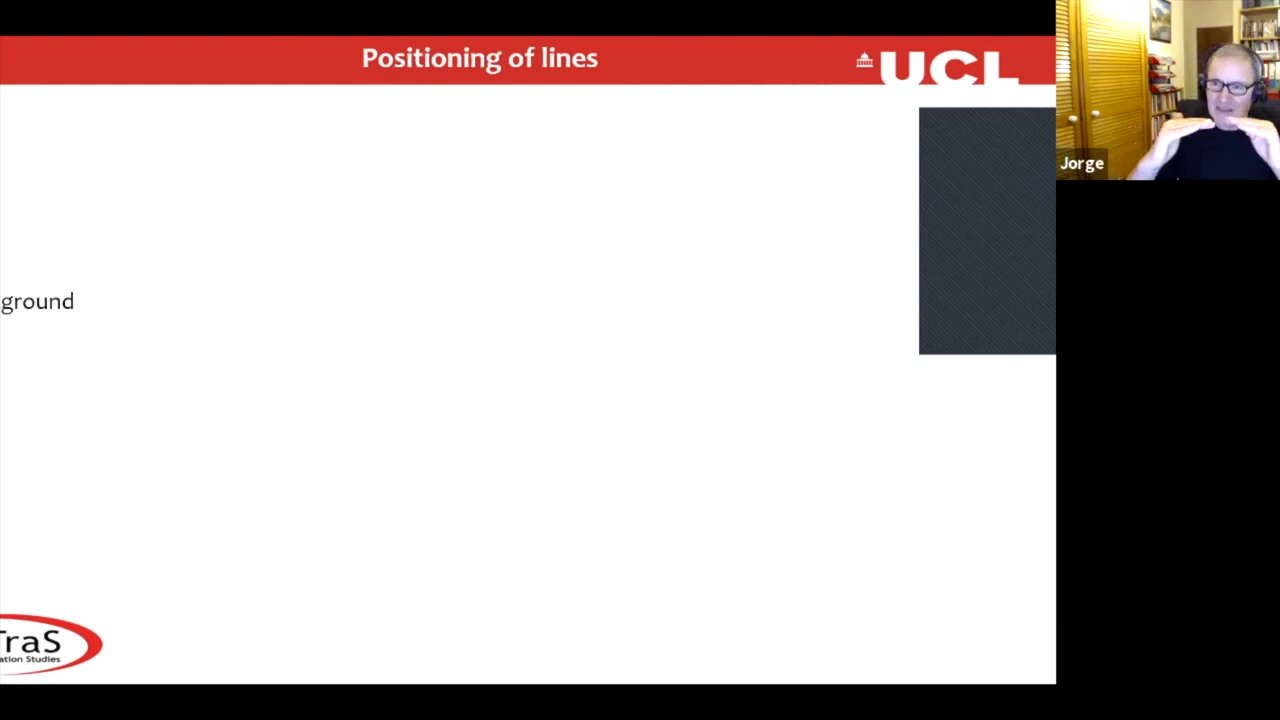 Positioning of lines
UCL
Jorge
ground
TraS
ation Studies